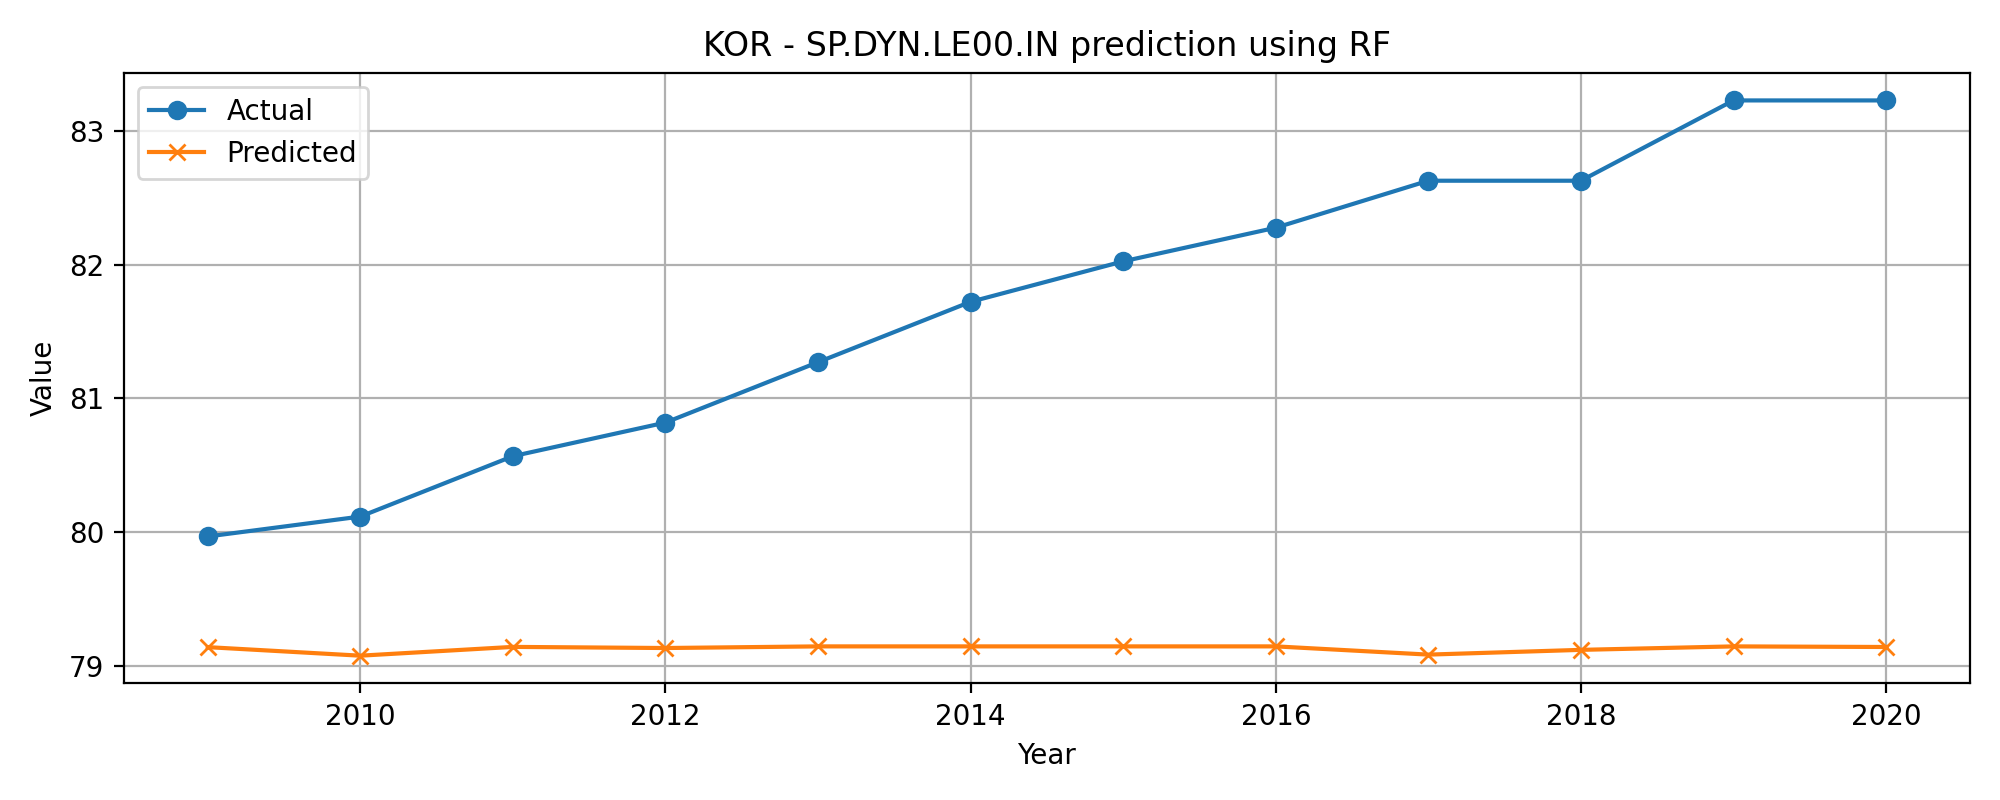 KOR - SP.DYN.LE00.IN prediction using RF
Actual
Predicted
83
82
81
80
79
Value
2010 2012 2014 2016 2018 2020
Year